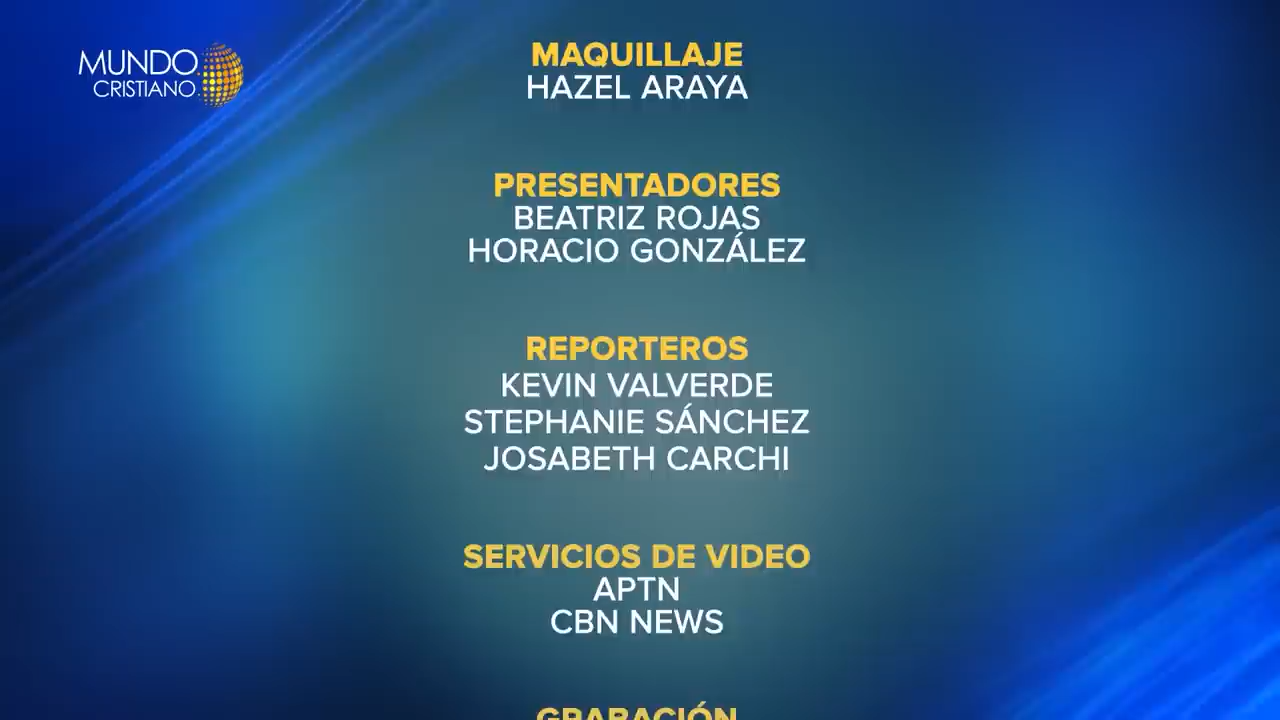 MUNDO
CRISTIANO
MAQUILLAJE
HAZEL ARAYA
PRESENTADORES
BEATRIZ ROJAS
HORACIO GONZÁLEZ
REPORTEROS
KEVIN VALVERDE
STEPHANIE SÁNCHEZ
JOSABETH CARCHI
SERVICIOS DE VIDEO
APTN
CBN NEWS
GRABACIÓN